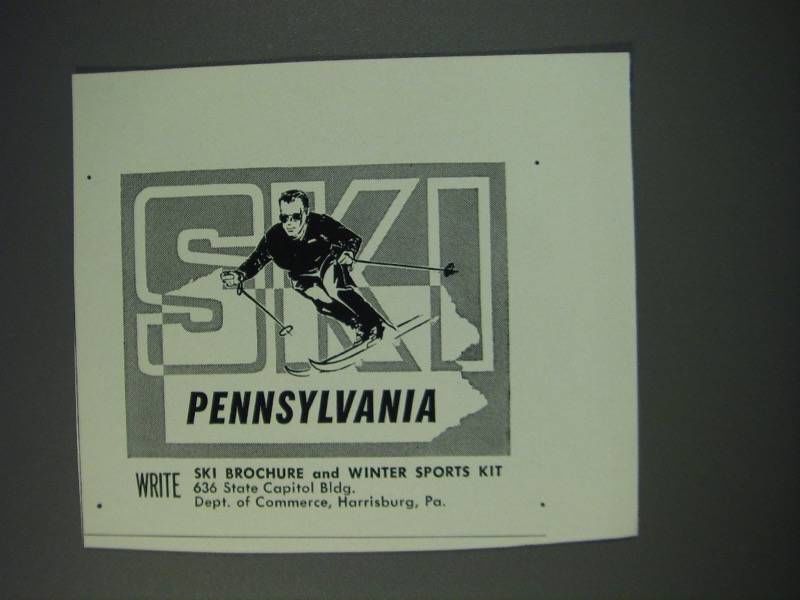 SKI
PENNSYLVANIA
WRITE SKI BROCHURE and WINTER SPORTS KIT
636 State Capitol Bldg.
Dept. of Commerce, Harrisburg, Pa.